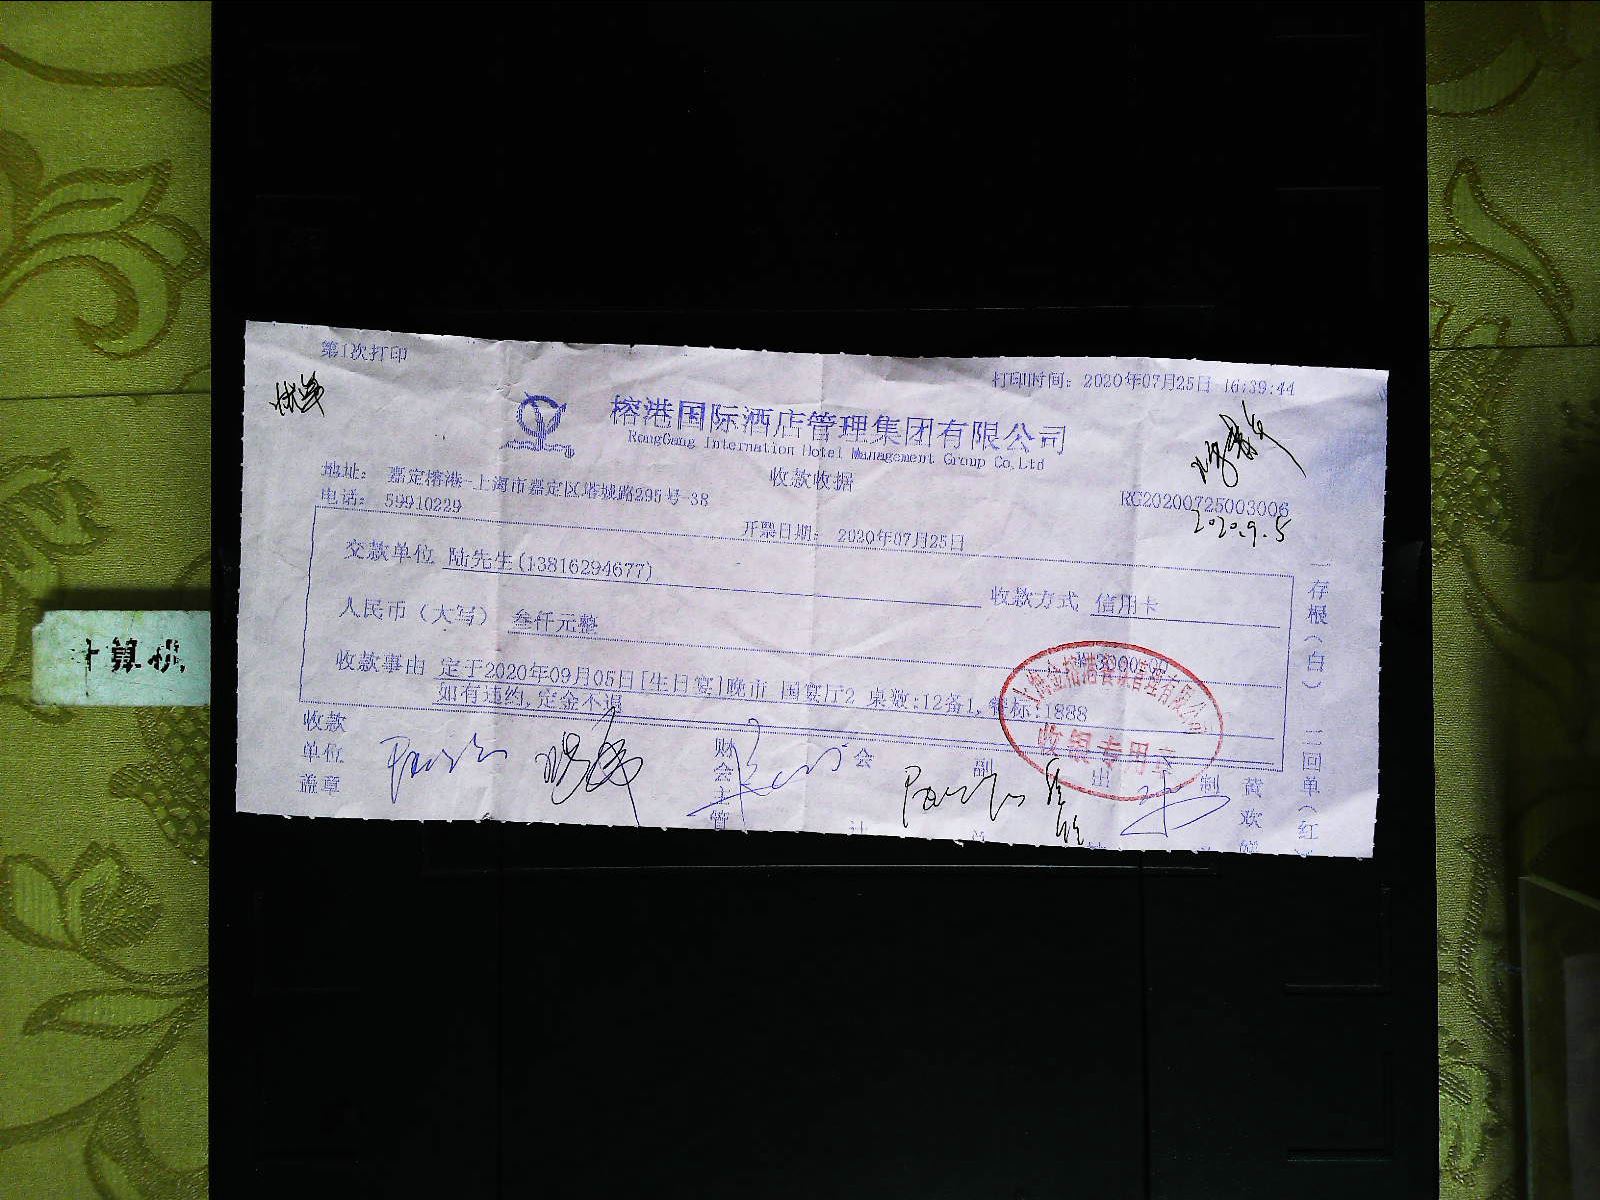 第1次打印
打印时间：2020年07月25日 16:39:44
榕港国际酒店管理集团有限公司
RongGang Internation Hotel Management Group Co,Ltd
收款收据
地址： 嘉定榕港-上海市嘉定区塔城路295号-38
电话： 59910229
RG20200725003006
2020.9.5
开票日期： 2020年07月25日
交款单位 陆先生(13816294677)
收款方式 信用卡
人民币（大写） 叁仟元整
¥3000.00
收款事由 定于2020年09月05日[生日宴]晚市 国宴厅2 桌数:12备1,餐标:1888
如有违约,定金不退
收银专用章
收款单位盖章
财会主管
会
副
出
制
黄欢
一存根（白） 二回单（红）
计算机